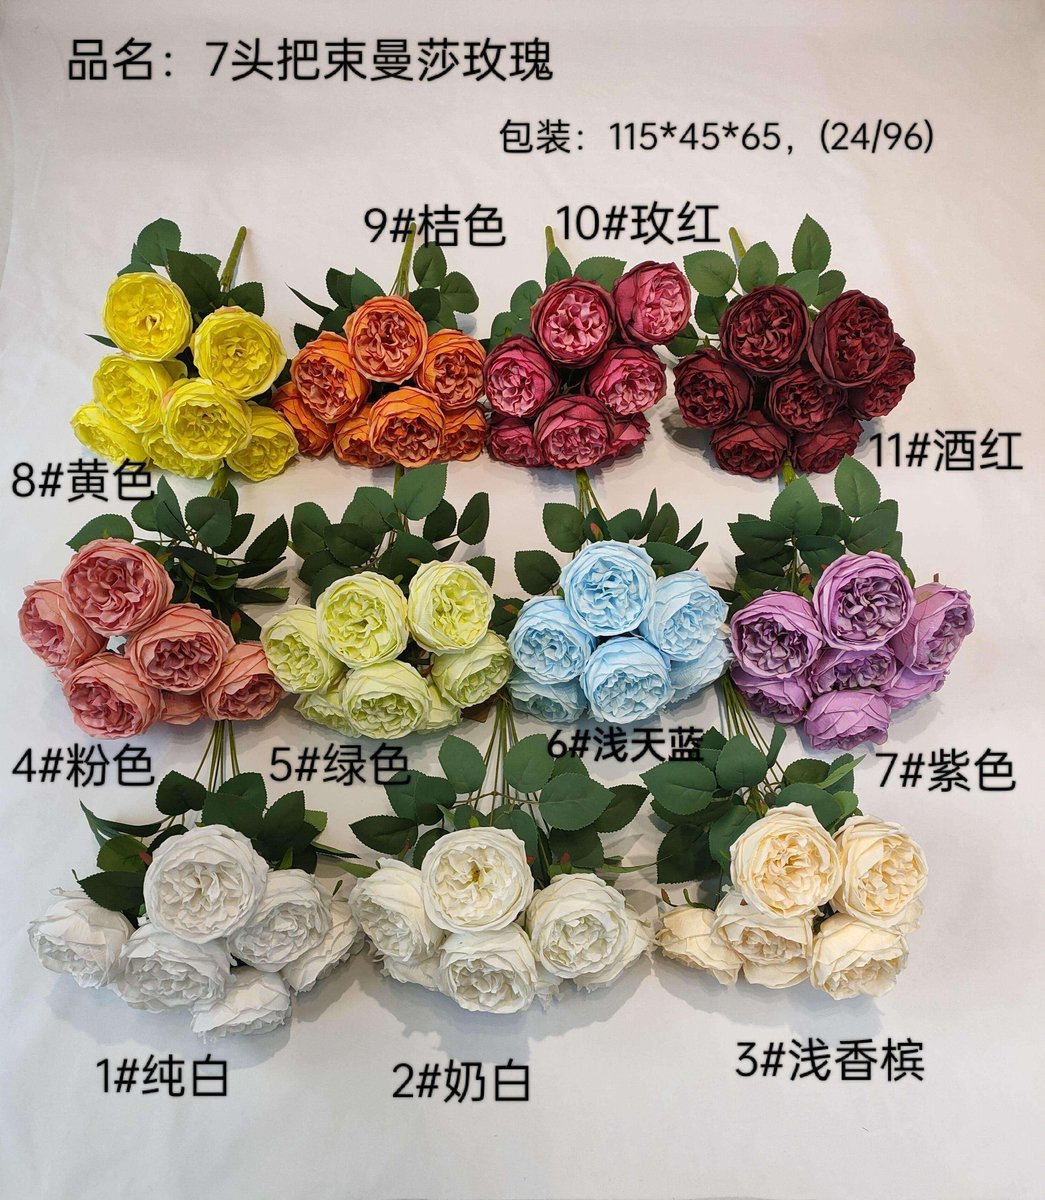 品名：7头把束曼莎玫瑰
包装：115*45*65，(24/96)
9#桔色
10#玫红
8#黄色
11#酒红
4#粉色
5#绿色
6#浅天蓝
7#紫色
1#纯白
2#奶白
3#浅香槟